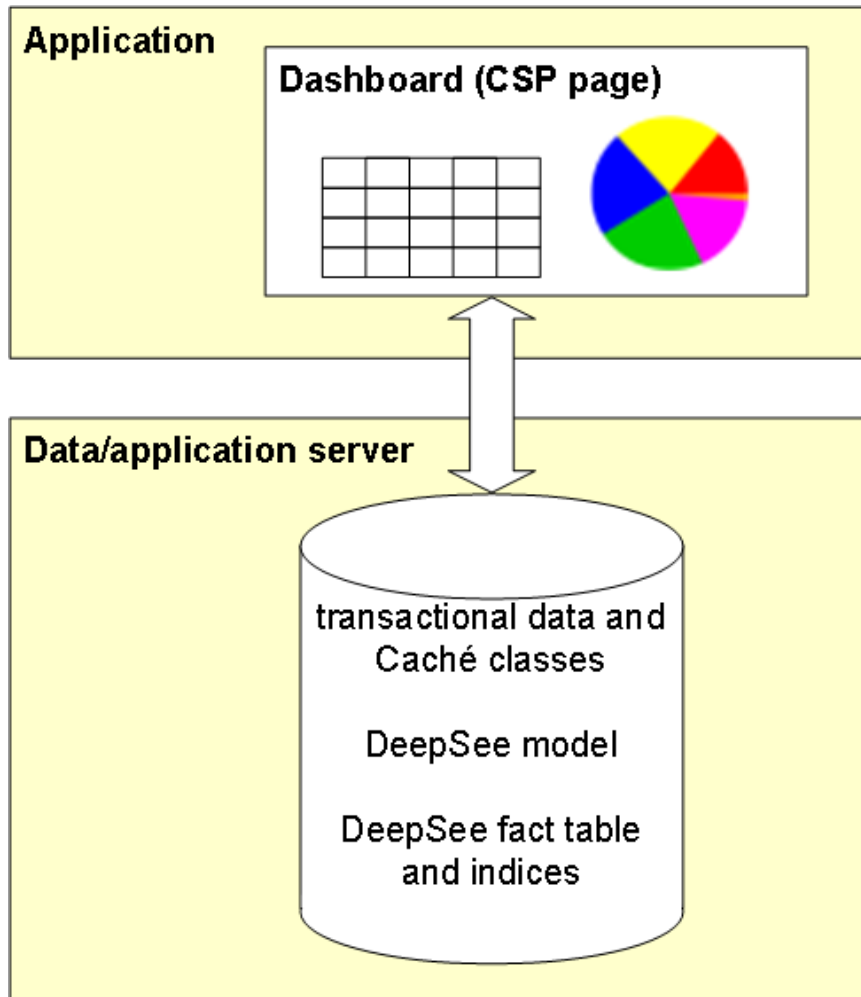 Application
Dashboard (CSP page)
Data/application server
transactional data and
Caché classes
DeepSee model
DeepSee fact table
and indices